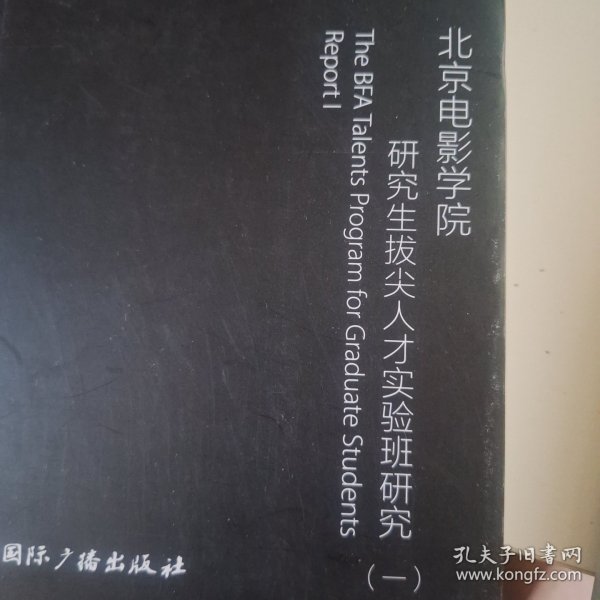 北京电影学院
研究生拔尖人才实验班研究
(一)
The BFA Talents Program for Graduate Students
Report I
国际广播出版社
孔夫子旧书网
www.kongfz.com